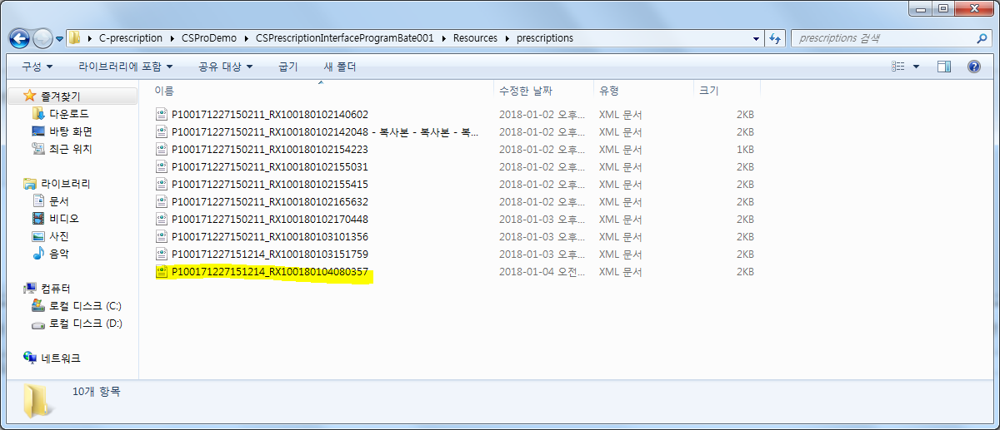 C-prescription CSProDemo CSPrescriptionInterfaceProgramBate001 Resources prescriptions
prescriptions 검색
구성 라이브러리에 포함 공유 대상 굽기 새 폴더
즐겨찾기
다운로드
바탕 화면
최근 위치
라이브러리
문서
비디오
사진
음악
컴퓨터
로컬 디스크 (C:)
로컬 디스크 (D:)
네트워크
이름 수정한 날짜 유형 크기
P100171227150211_RX100180102140602 2018-01-02 오후... XML 문서 2KB
P100171227150211_RX100180102142048 - 복사본 - 복사본 - 복... 2018-01-02 오후... XML 문서 2KB
P100171227150211_RX100180102154223 2018-01-02 오후... XML 문서 1KB
P100171227150211_RX100180102155031 2018-01-02 오후... XML 문서 2KB
P100171227150211_RX100180102155415 2018-01-02 오후... XML 문서 2KB
P100171227150211_RX100180102165632 2018-01-02 오후... XML 문서 2KB
P100171227150211_RX100180102170448 2018-01-03 오후... XML 문서 2KB
P100171227150211_RX100180103101356 2018-01-03 오후... XML 문서 2KB
P100171227151214_RX100180103151759 2018-01-03 오후... XML 문서 2KB
P100171227151214_RX100180104080357 2018-01-04 오전... XML 문서 2KB
10개 항목